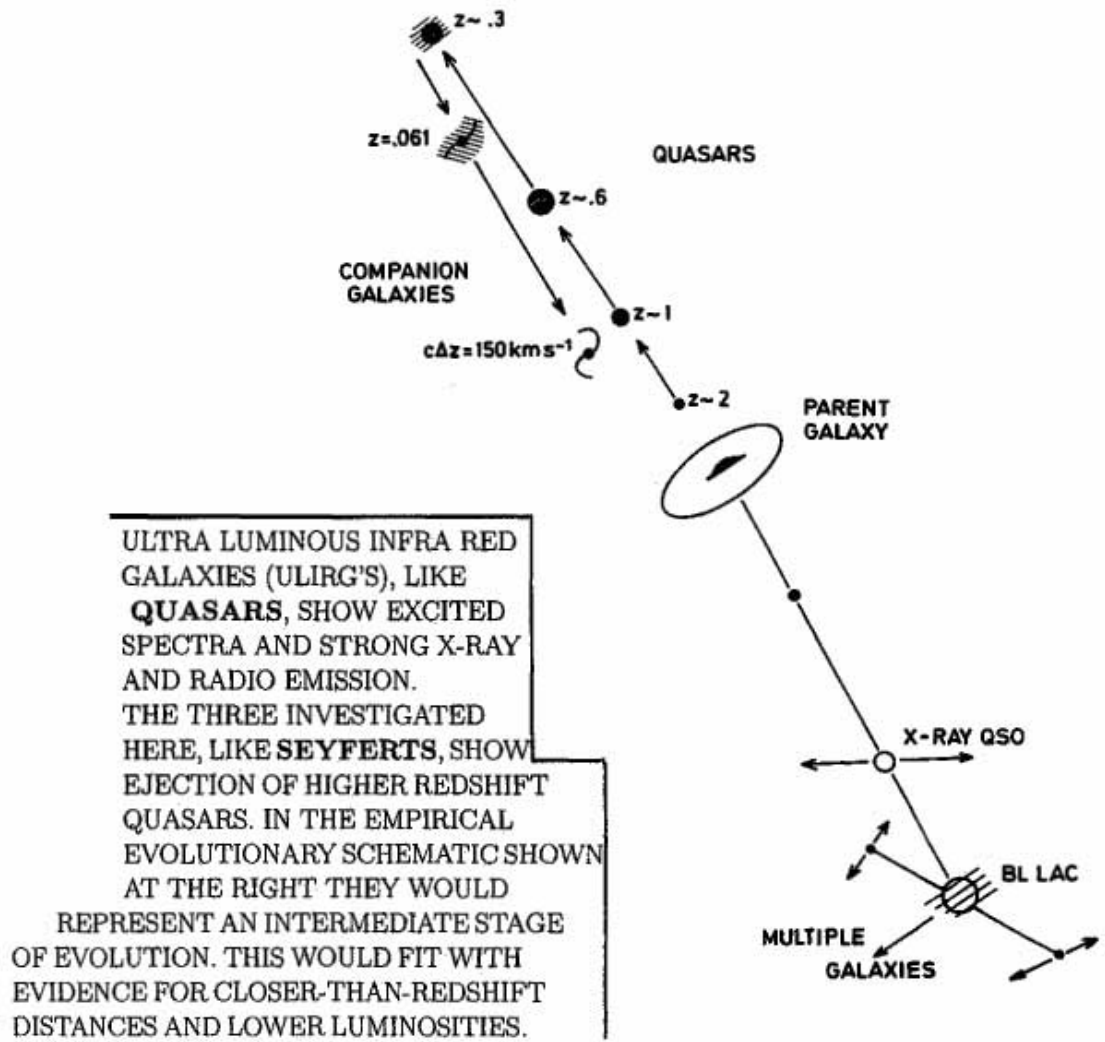 z~ .3
z=.061
QUASARS
z~.6
COMPANION
GALAXIES
z~1
cΔz=150km s⁻¹
z~2
PARENT
GALAXY
ULTRA LUMINOUS INFRA RED
GALAXIES (ULIRG'S), LIKE
QUASARS, SHOW EXCITED
SPECTRA AND STRONG X-RAY
AND RADIO EMISSION.
THE THREE INVESTIGATED
HERE, LIKE SEYFERTS, SHOW
EJECTION OF HIGHER REDSHIFT
QUASARS. IN THE EMPIRICAL
EVOLUTIONARY SCHEMATIC SHOWN
AT THE RIGHT THEY WOULD
REPRESENT AN INTERMEDIATE STAGE
OF EVOLUTION. THIS WOULD FIT WITH
EVIDENCE FOR CLOSER-THAN-REDSHIFT
DISTANCES AND LOWER LUMINOSITIES.
X-RAY QSO
BL LAC
MULTIPLE
GALAXIES